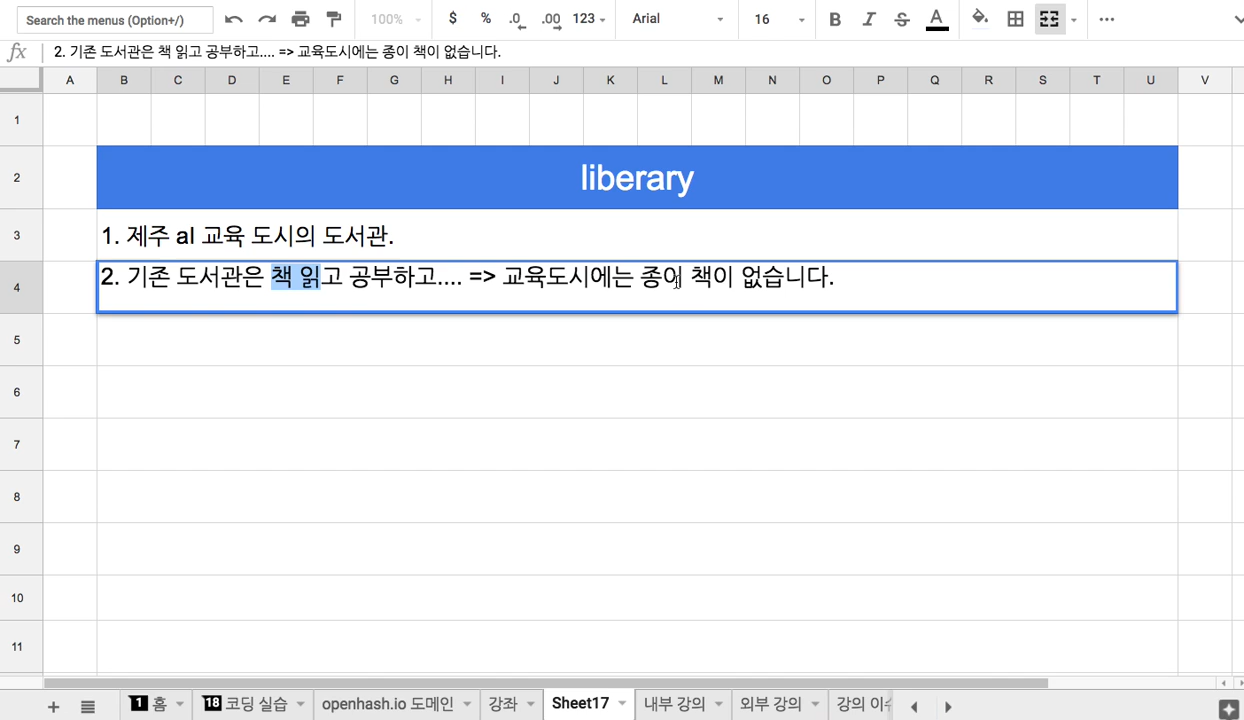 Search the menus (Option+/) 100% $ % .0 .00 123 Arial 16 B I S A
fx 2. 기존 도서관은 책 읽고 공부하고.... => 교육도시에는 종이 책이 없습니다.
A B C D E F G H I J K L M N O P Q R S T U V
1
2 liberary
3 1. 제주 aI 교육 도시의 도서관.
4 2. 기존 도서관은 책 읽고 공부하고.... => 교육도시에는 종이 책이 없습니다.
5
6
7
8
9
10
11
1 홈 18 코딩 실습 openhash.io 도메인 강좌 Sheet17 내부 강의 외부 강의 강의 이